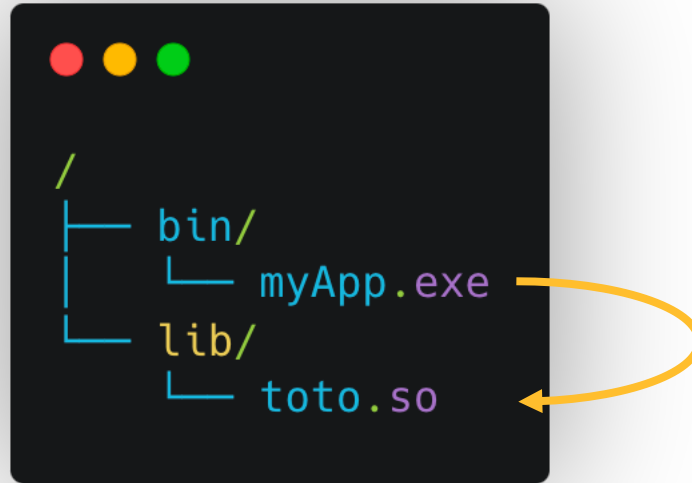 /
├── bin/
│   └── myApp.exe
└── lib/
    └── toto.so